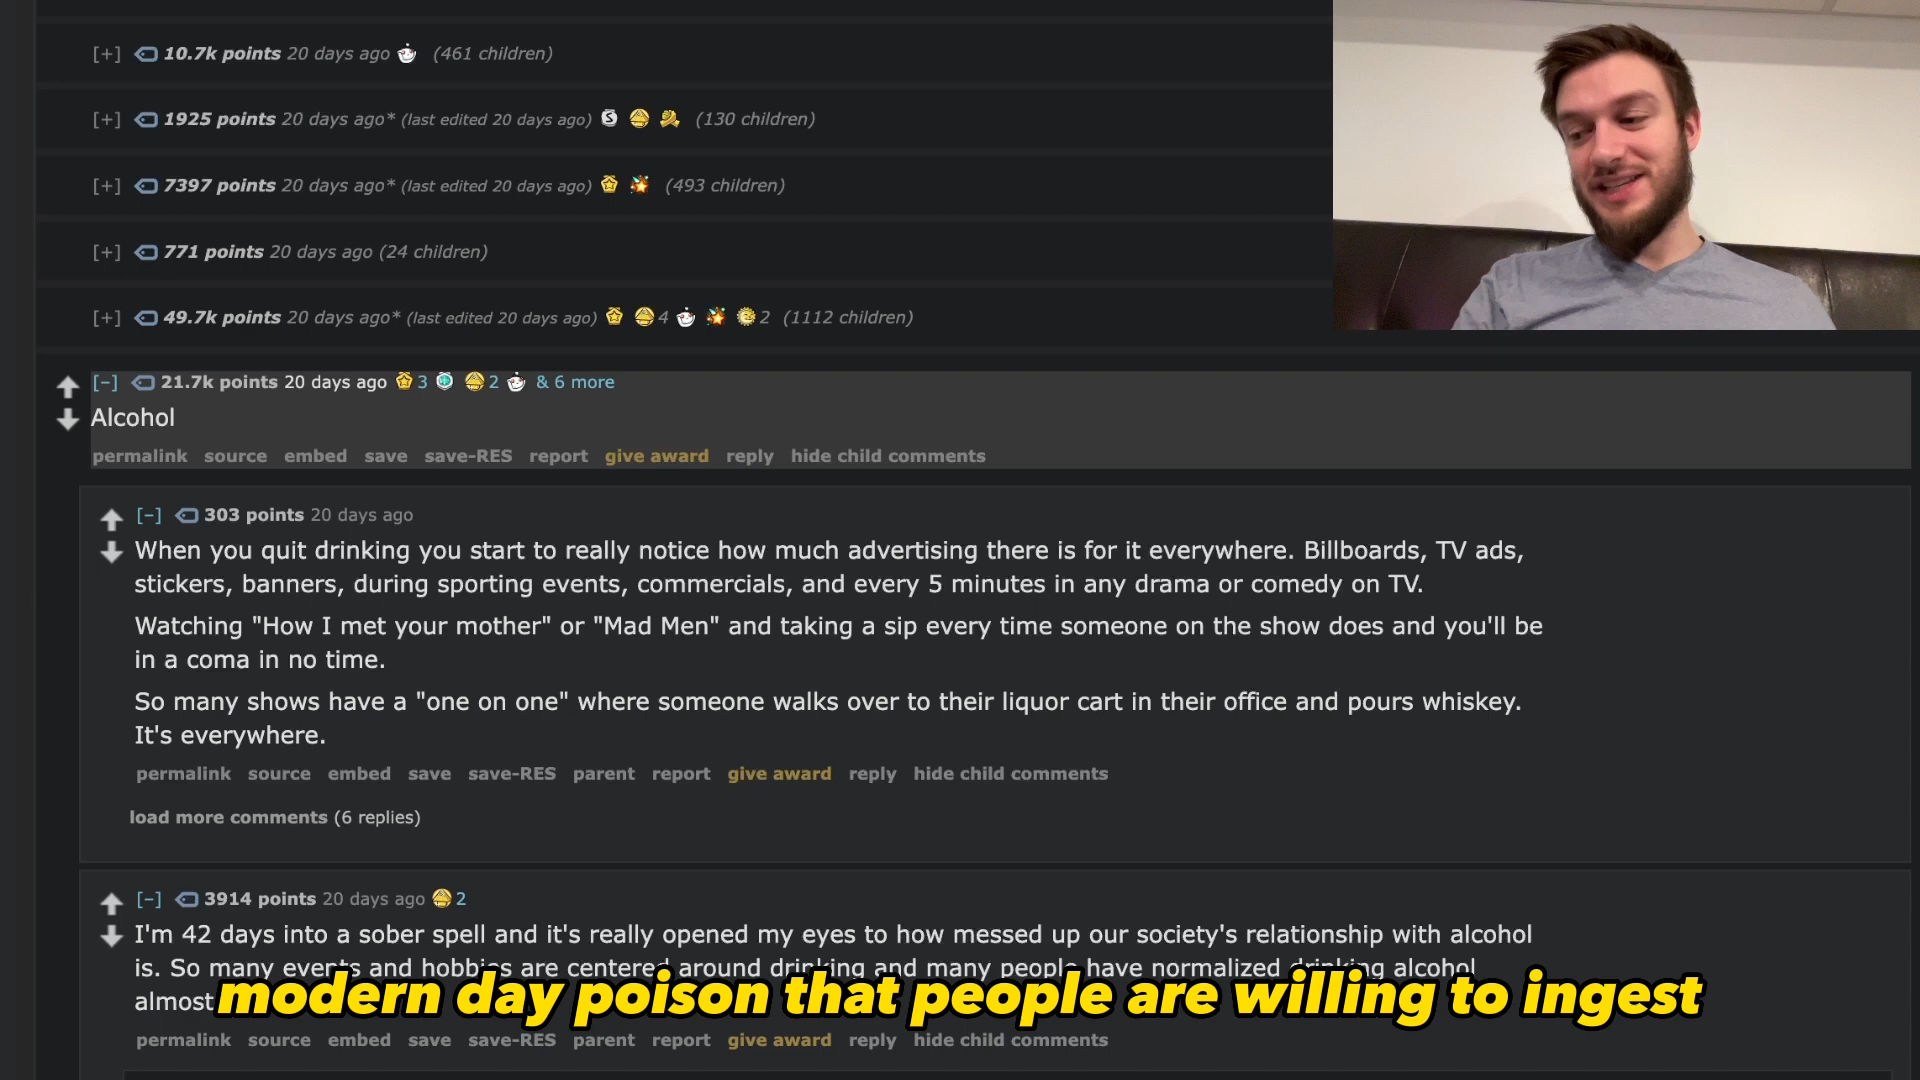 [+] 10.7k points 20 days ago (461 children)
[+] 1925 points 20 days ago* (last edited 20 days ago) S (130 children)
[+] 7397 points 20 days ago* (last edited 20 days ago) (493 children)
[+] 771 points 20 days ago (24 children)
[+] 49.7k points 20 days ago* (last edited 20 days ago) 4 2 (1112 children)
[-] 21.7k points 20 days ago 3 2 & 6 more
Alcohol
permalink source embed save save-RES report give award reply hide child comments
[-] 303 points 20 days ago
When you quit drinking you start to really notice how much advertising there is for it everywhere. Billboards, TV ads,
stickers, banners, during sporting events, commercials, and every 5 minutes in any drama or comedy on TV.
Watching "How I met your mother" or "Mad Men" and taking a sip every time someone on the show does and you'll be
in a coma in no time.
So many shows have a "one on one" where someone walks over to their liquor cart in their office and pours whiskey.
It's everywhere.
permalink source embed save save-RES parent report give award reply hide child comments
load more comments (6 replies)
[-] 3914 points 20 days ago 2
I'm 42 days into a sober spell and it's really opened my eyes to how messed up our society's relationship with alcohol
is. So many events and hobbies are centered around drinking and many people have normalized drinking alcohol
almost
modern day poison that people are willing to ingest
permalink source embed save save-RES parent report give award reply hide child comments